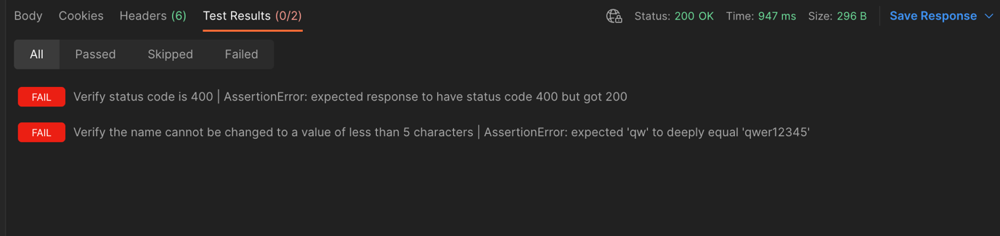 Body Cookies Headers (6) Test Results (0/2) Status: 200 OK Time: 947 ms Size: 296 B Save Response
All Passed Skipped Failed
FAIL Verify status code is 400 | AssertionError: expected response to have status code 400 but got 200
FAIL Verify the name cannot be changed to a value of less than 5 characters | AssertionError: expected 'qw' to deeply equal 'qwer12345'